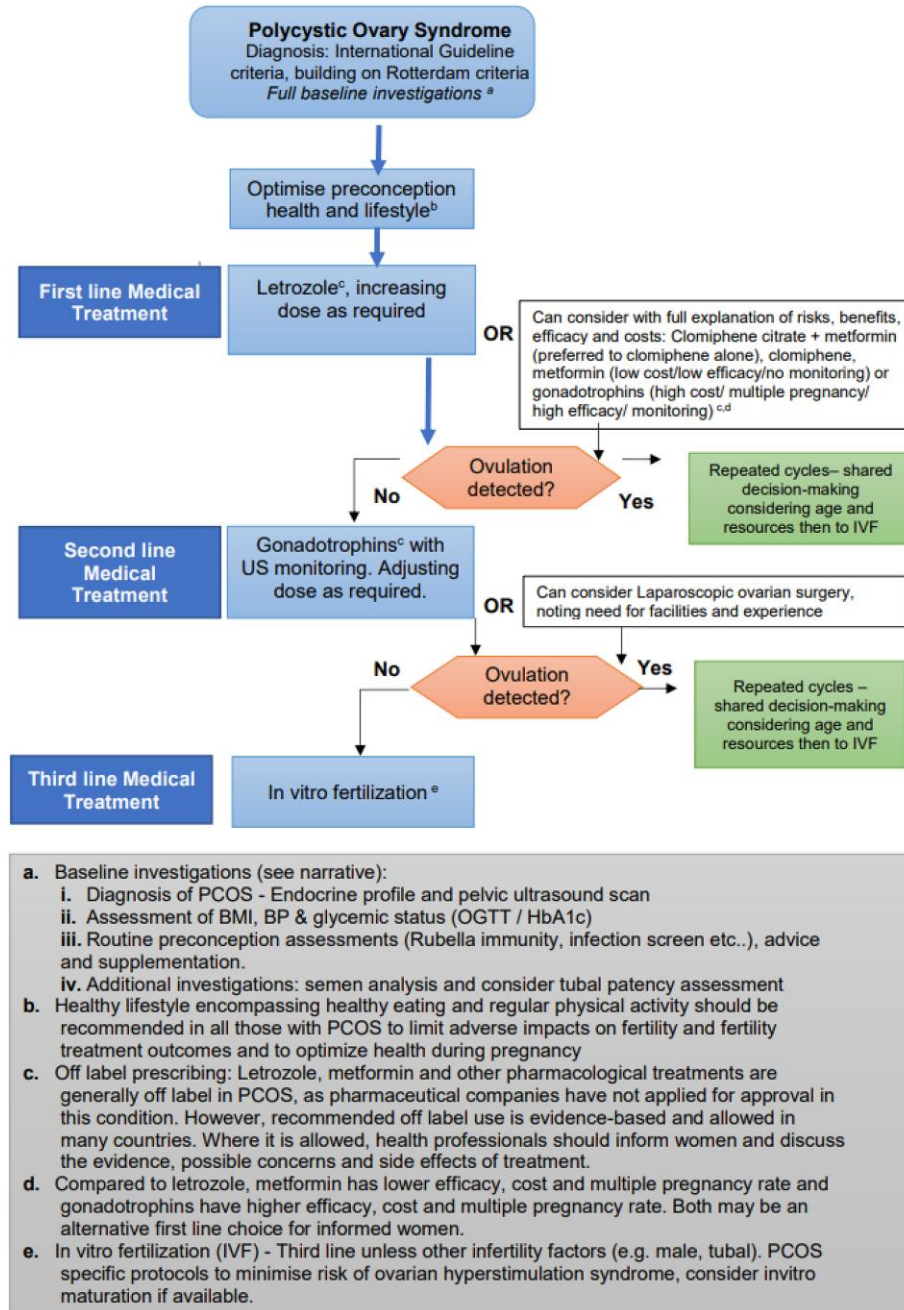 Polycystic Ovary Syndrome
Diagnosis: International Guideline
criteria, building on Rotterdam criteria
Full baseline investigations a
Optimise preconception
health and lifestyleb
First line Medical
Treatment
Letrozolec, increasing
dose as required
OR
Can consider with full explanation of risks, benefits,
efficacy and costs: Clomiphene citrate + metformin
(preferred to clomiphene alone), clomiphene,
metformin (low cost/low efficacy/no monitoring) or
gonadotrophins (high cost/ multiple pregnancy/
high efficacy/ monitoring) c,d
Ovulation
detected?
No
Yes
Repeated cycles– shared
decision-making
considering age and
resources then to IVF
Second line
Medical
Treatment
Gonadotrophinsc with
US monitoring. Adjusting
dose as required.
OR
Can consider Laparoscopic ovarian surgery,
noting need for facilities and experience
No
Ovulation
detected?
Yes
Repeated cycles –
shared decision-making
considering age and
resources then to IVF
Third line Medical
Treatment
In vitro fertilization e
a. Baseline investigations (see narrative):
i. Diagnosis of PCOS - Endocrine profile and pelvic ultrasound scan
ii. Assessment of BMI, BP & glycemic status (OGTT / HbA1c)
iii. Routine preconception assessments (Rubella immunity, infection screen etc..), advice
and supplementation.
iv. Additional investigations: semen analysis and consider tubal patency assessment
b. Healthy lifestyle encompassing healthy eating and regular physical activity should be
recommended in all those with PCOS to limit adverse impacts on fertility and fertility
treatment outcomes and to optimize health during pregnancy
c. Off label prescribing: Letrozole, metformin and other pharmacological treatments are
generally off label in PCOS, as pharmaceutical companies have not applied for approval in
this condition. However, recommended off label use is evidence-based and allowed in
many countries. Where it is allowed, health professionals should inform women and discuss
the evidence, possible concerns and side effects of treatment.
d. Compared to letrozole, metformin has lower efficacy, cost and multiple pregnancy rate and
gonadotrophins have higher efficacy, cost and multiple pregnancy rate. Both may be an
alternative first line choice for informed women.
e. In vitro fertilization (IVF) - Third line unless other infertility factors (e.g. male, tubal). PCOS
specific protocols to minimise risk of ovarian hyperstimulation syndrome, consider invitro
maturation if available.